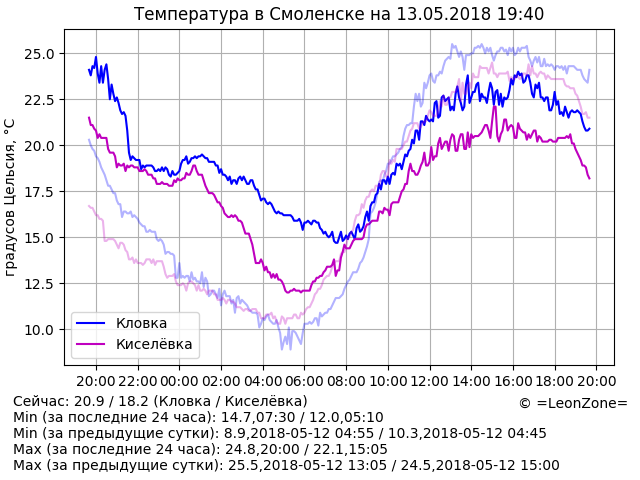 Температура в Смоленске на 13.05.2018 19:40
градусов Цельсия, °C
25.0
22.5
20.0
17.5
15.0
12.5
10.0
Кловка
Киселёвка
20:00 22:00 00:00 02:00 04:00 06:00 08:00 10:00 12:00 14:00 16:00 18:00 20:00
Сейчас: 20.9 / 18.2 (Кловка / Киселёвка)
© =LeonZone=
Min (за последние 24 часа): 14.7,07:30 / 12.0,05:10
Min (за предыдущие сутки): 8.9,2018-05-12 04:55 / 10.3,2018-05-12 04:45
Max (за последние 24 часа): 24.8,20:00 / 22.1,15:05
Max (за предыдущие сутки): 25.5,2018-05-12 13:05 / 24.5,2018-05-12 15:00